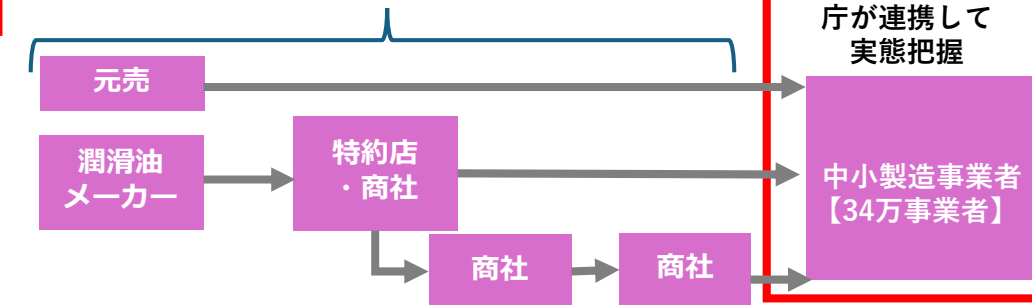 庁が連携して
実態把握
元売
潤滑油
メーカー
特約店
・商社
商社
商社
中小製造事業者
【34万事業者】